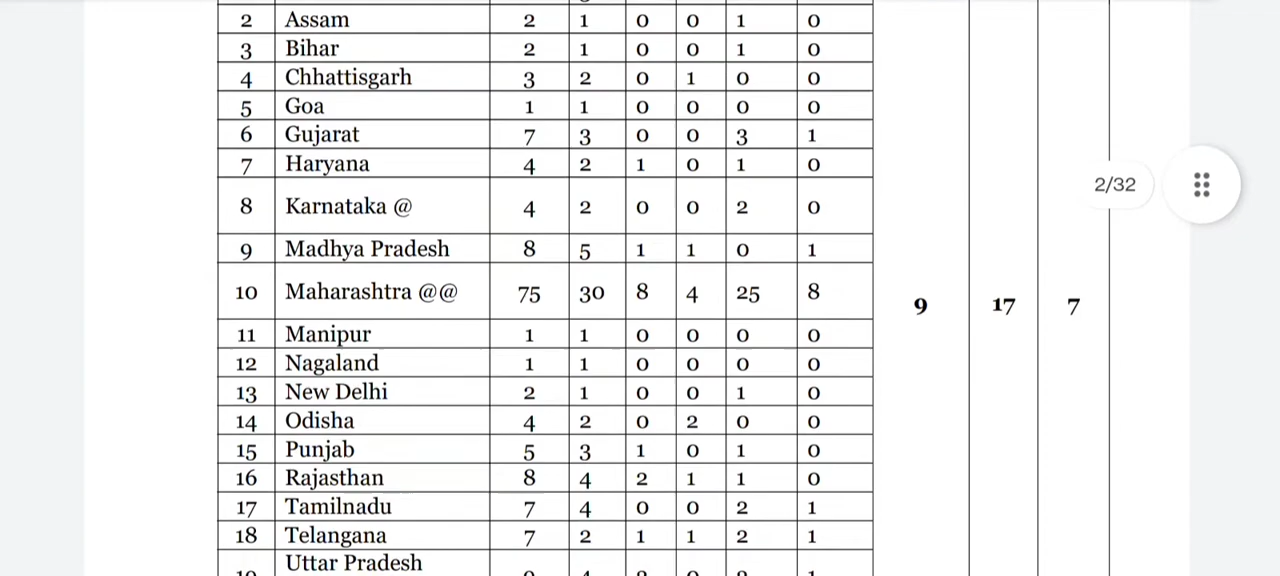 2 Assam 2 1 0 0 1 0
3 Bihar 2 1 0 0 1 0
4 Chhattisgarh 3 2 0 1 0 0
5 Goa 1 1 0 0 0 0
6 Gujarat 7 3 0 0 3 1
7 Haryana 4 2 1 0 1 0
2/32
8 Karnataka @ 4 2 0 0 2 0
9 Madhya Pradesh 8 5 1 1 0 1
10 Maharashtra @@ 75 30 8 4 25 8
9 17 7
11 Manipur 1 1 0 0 0 0
12 Nagaland 1 1 0 0 0 0
13 New Delhi 2 1 0 0 1 0
14 Odisha 4 2 0 2 0 0
15 Punjab 5 3 1 0 1 0
16 Rajasthan 8 4 2 1 1 0
17 Tamilnadu 7 4 0 0 2 1
18 Telangana 7 2 1 1 2 1
Uttar Pradesh